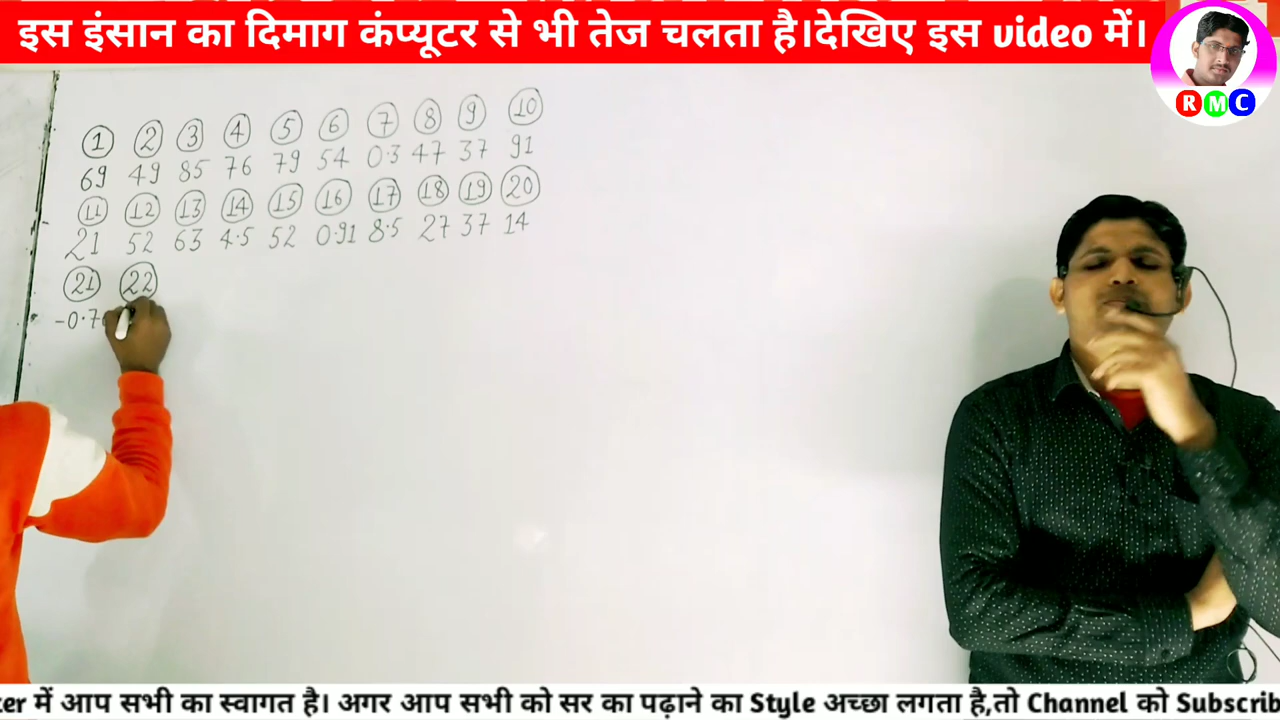 इस इंसान का दिमाग कंप्यूटर से भी तेज चलता है।देखिए इस video में।
RMC
1 2 3 4 5 6 7 8 9 10
69 49 85 76 79 54 0.3 47 37 91
11 12 13 14 15 16 17 18 19 20
21 52 63 4.5 52 0.91 8.5 27 37 14
21 22
-0.7
में आप सभी का स्वागत है। अगर आप सभी को सर का पढ़ाने का Style अच्छा लगता है,तो Channel को